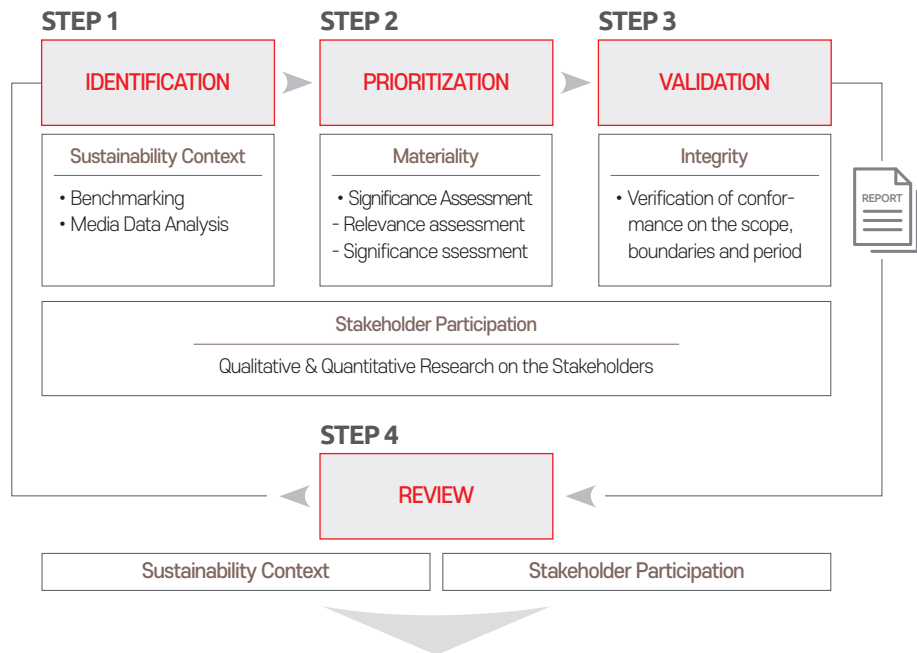 STEP 1
STEP 2
STEP 3
IDENTIFICATION
PRIORITIZATION
VALIDATION
Sustainability Context
• Benchmarking
• Media Data Analysis
Materiality
• Significance Assessment
- Relevance assessment
- Significance ssessment
Integrity
• Verification of confor-
mance on the scope,
boundaries and period
REPORT
Stakeholder Participation
Qualitative & Quantitative Research on the Stakeholders
STEP 4
REVIEW
Sustainability Context
Stakeholder Participation